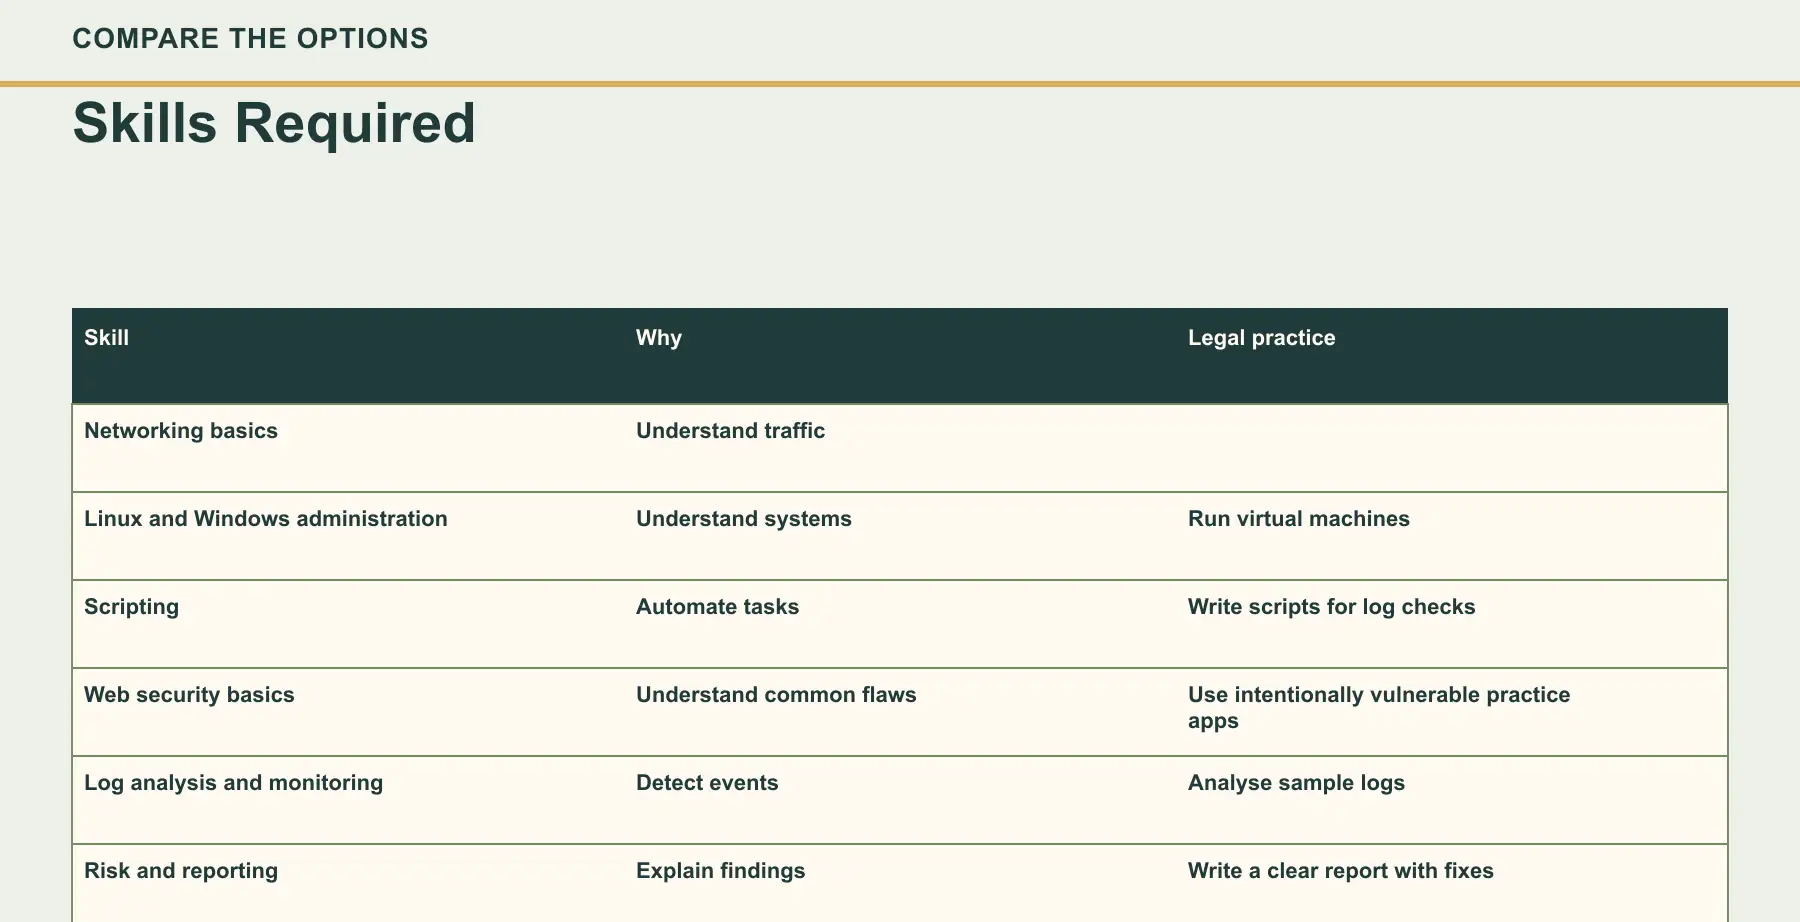 COMPARE THE OPTIONS
Skills Required
Skill Why Legal practice
Networking basics Understand traffic
Linux and Windows administration Understand systems Run virtual machines
Scripting Automate tasks Write scripts for log checks
Web security basics Understand common flaws Use intentionally vulnerable practice
apps
Log analysis and monitoring Detect events Analyse sample logs
Risk and reporting Explain findings Write a clear report with fixes